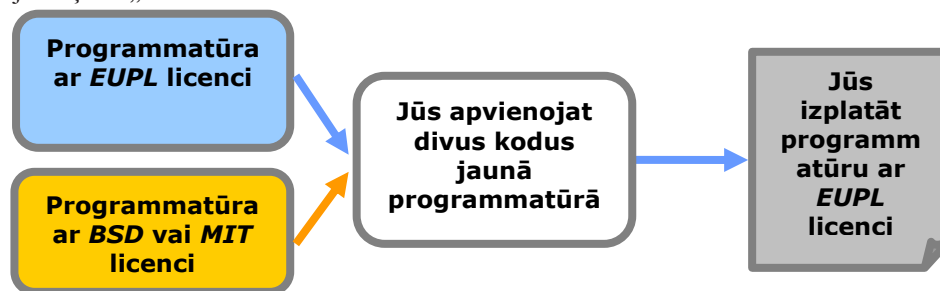 Programmatūra
ar EUPL licenci
Programmatūra
ar BSD vai MIT
licenci
Jūs apvienojat
divus kodus
jaunā
programmatūrā
Jūs
izplatāt
programm
atūru ar
EUPL
licenci